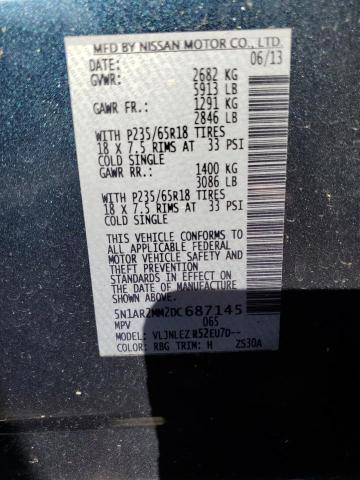 MFD BY NISSAN MOTOR CO., LTD.
DATE: 06/13
GVWR: 2682 KG
5913 LB
GAWR FR.: 1291 KG
2846 LB
WITH P235/65R18 TIRES
18 X 7.5 RIMS AT 33 PSI
COLD SINGLE
GAWR RR.: 1400 KG
3086 LB
WITH P235/65R18 TIRES
18 X 7.5 RIMS AT 33 PSI
COLD SINGLE
THIS VEHICLE CONFORMS TO
ALL APPLICABLE FEDERAL
MOTOR VEHICLE SAFETY
STANDARDS IN EFFECT ON
THE DATE OF MANUFACTURE
SHOWN ABOVE.
5N1AR2MM2DC687145
MPV 065
MODEL: VLJNLEZ R52EU7D--
COLOR: RBG TRIM: H ZS30A